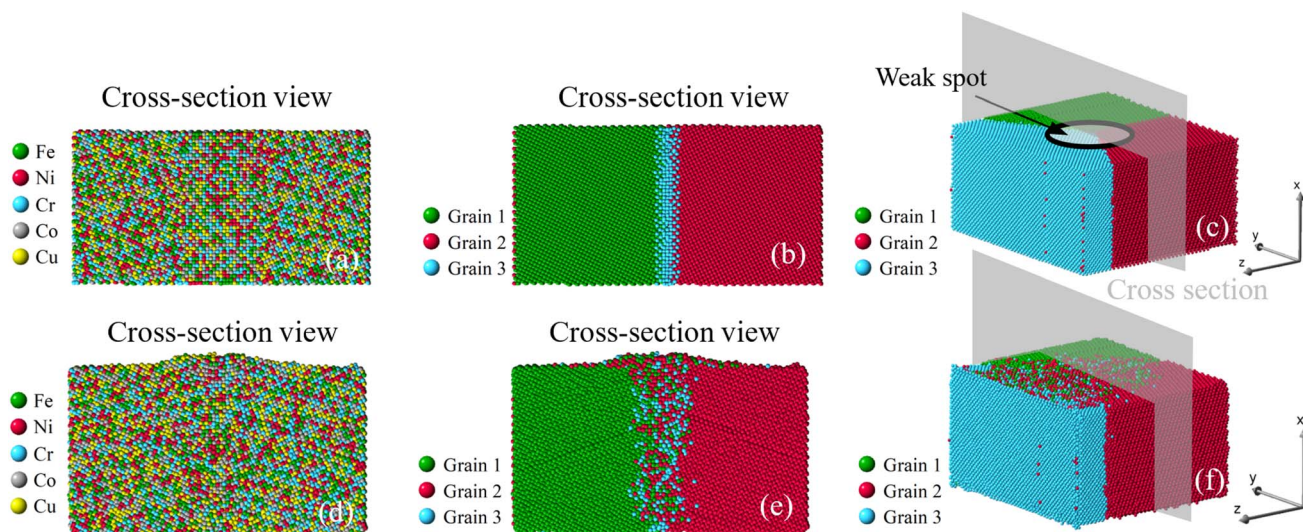 Cross-section view
Fe
Ni
Cr
Co
Cu
(a)
Cross-section view
Grain 1
Grain 2
Grain 3
(b)
Weak spot
Grain 1
Grain 2
Grain 3
(c)
x
y
z
Cross section
Cross-section view
Fe
Ni
Cr
Co
Cu
(d)
Cross-section view
Grain 1
Grain 2
Grain 3
(e)
Grain 1
Grain 2
Grain 3
(f)
x
y
z